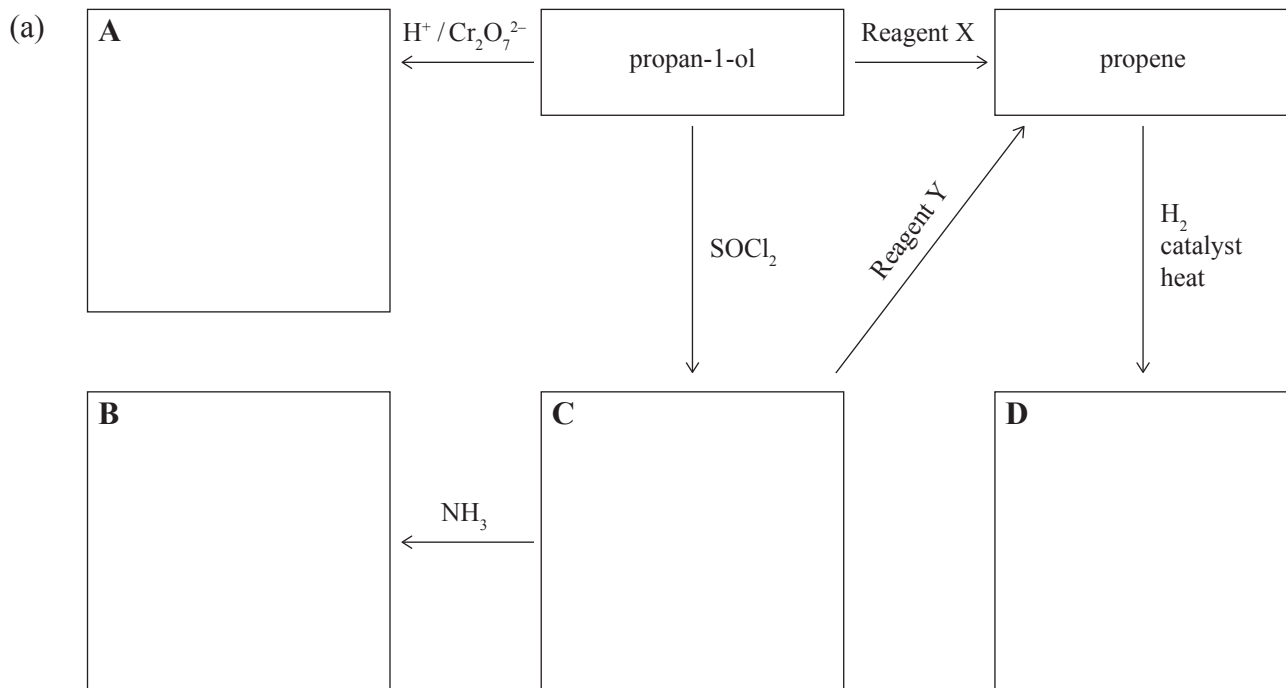 (a)
A
H⁺ / Cr₂O₇²⁻
propan-1-ol
Reagent X
propene
SOCl₂
Reagent Y
H₂
catalyst
heat
B
NH₃
C
D